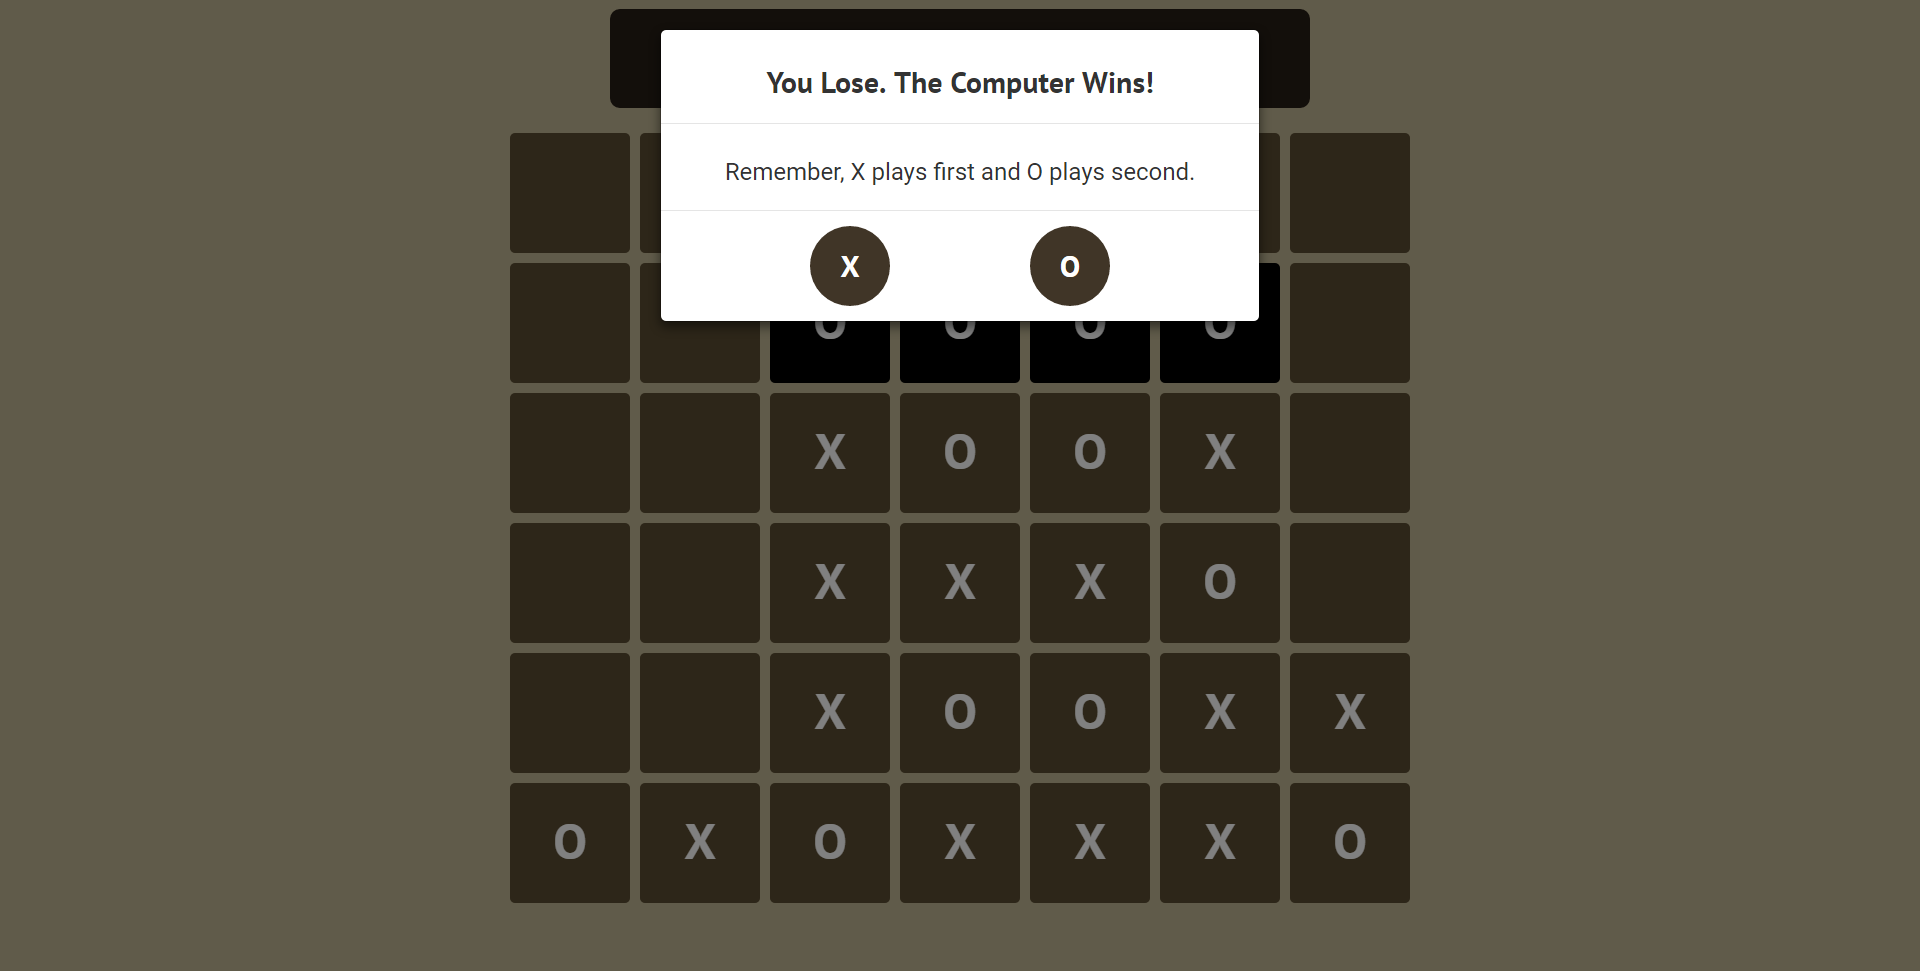 You Lose. The Computer Wins!
Remember, X plays first and O plays second.
X O
O O O O
X O O X
X X X O
X O O X X
O X O X X X O